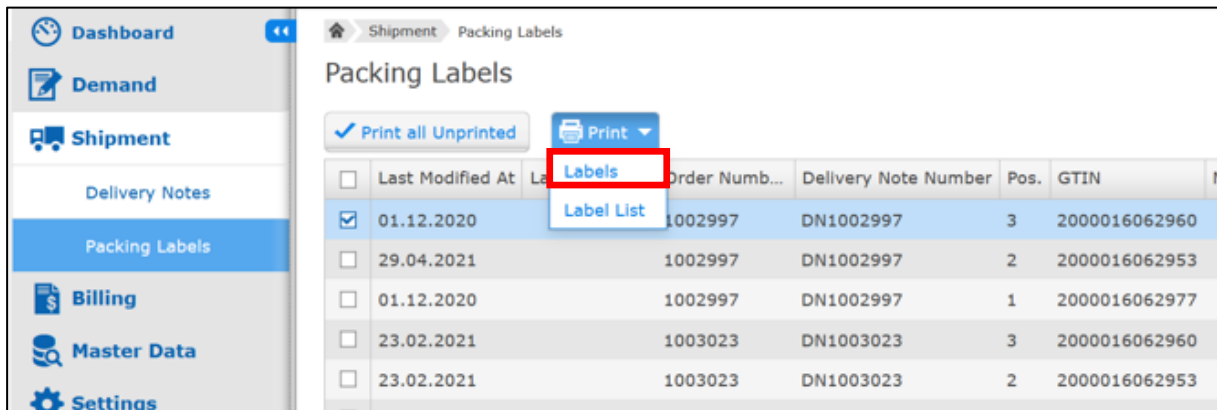 Dashboard
Demand
Shipment
Delivery Notes
Packing Labels
Billing
Master Data
Settings
Shipment Packing Labels
Packing Labels
Print all Unprinted Print
Labels
Label List
Last Modified At Order Numb... Delivery Note Number Pos. GTIN
01.12.2020 1002997 DN1002997 3 2000016062960
29.04.2021 1002997 DN1002997 2 2000016062953
01.12.2020 1002997 DN1002997 1 2000016062977
23.02.2021 1003023 DN1003023 3 2000016062960
23.02.2021 1003023 DN1003023 2 2000016062953